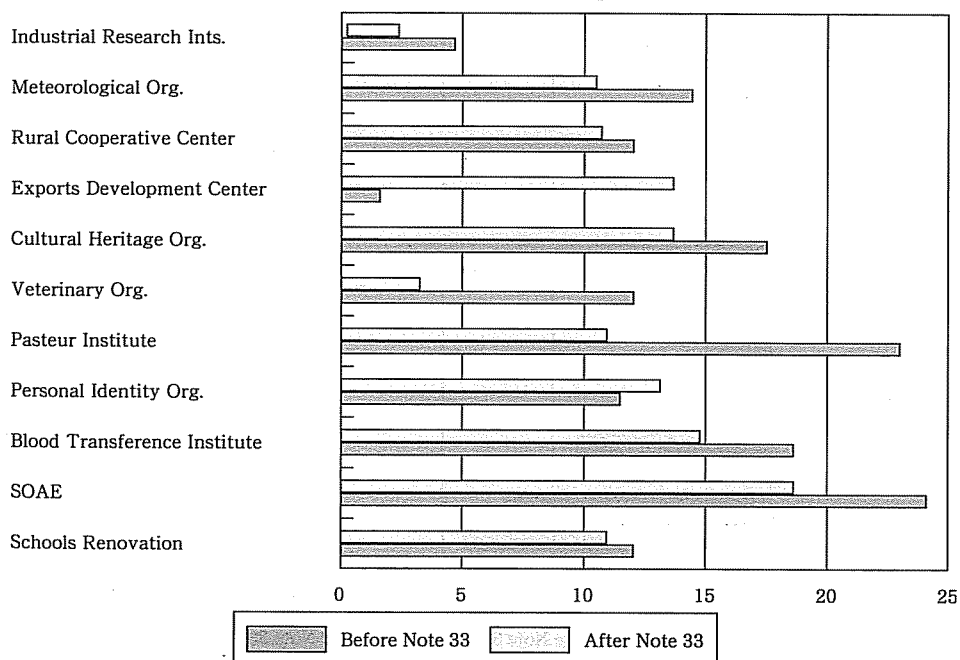 Industrial Research Ints.
Meteorological Org.
Rural Cooperative Center
Exports Development Center
Cultural Heritage Org.
Veterinary Org.
Pasteur Institute
Personal Identity Org.
Blood Transference Institute
SOAE
Schools Renovation
0 5 10 15 20 25
Before Note 33 After Note 33